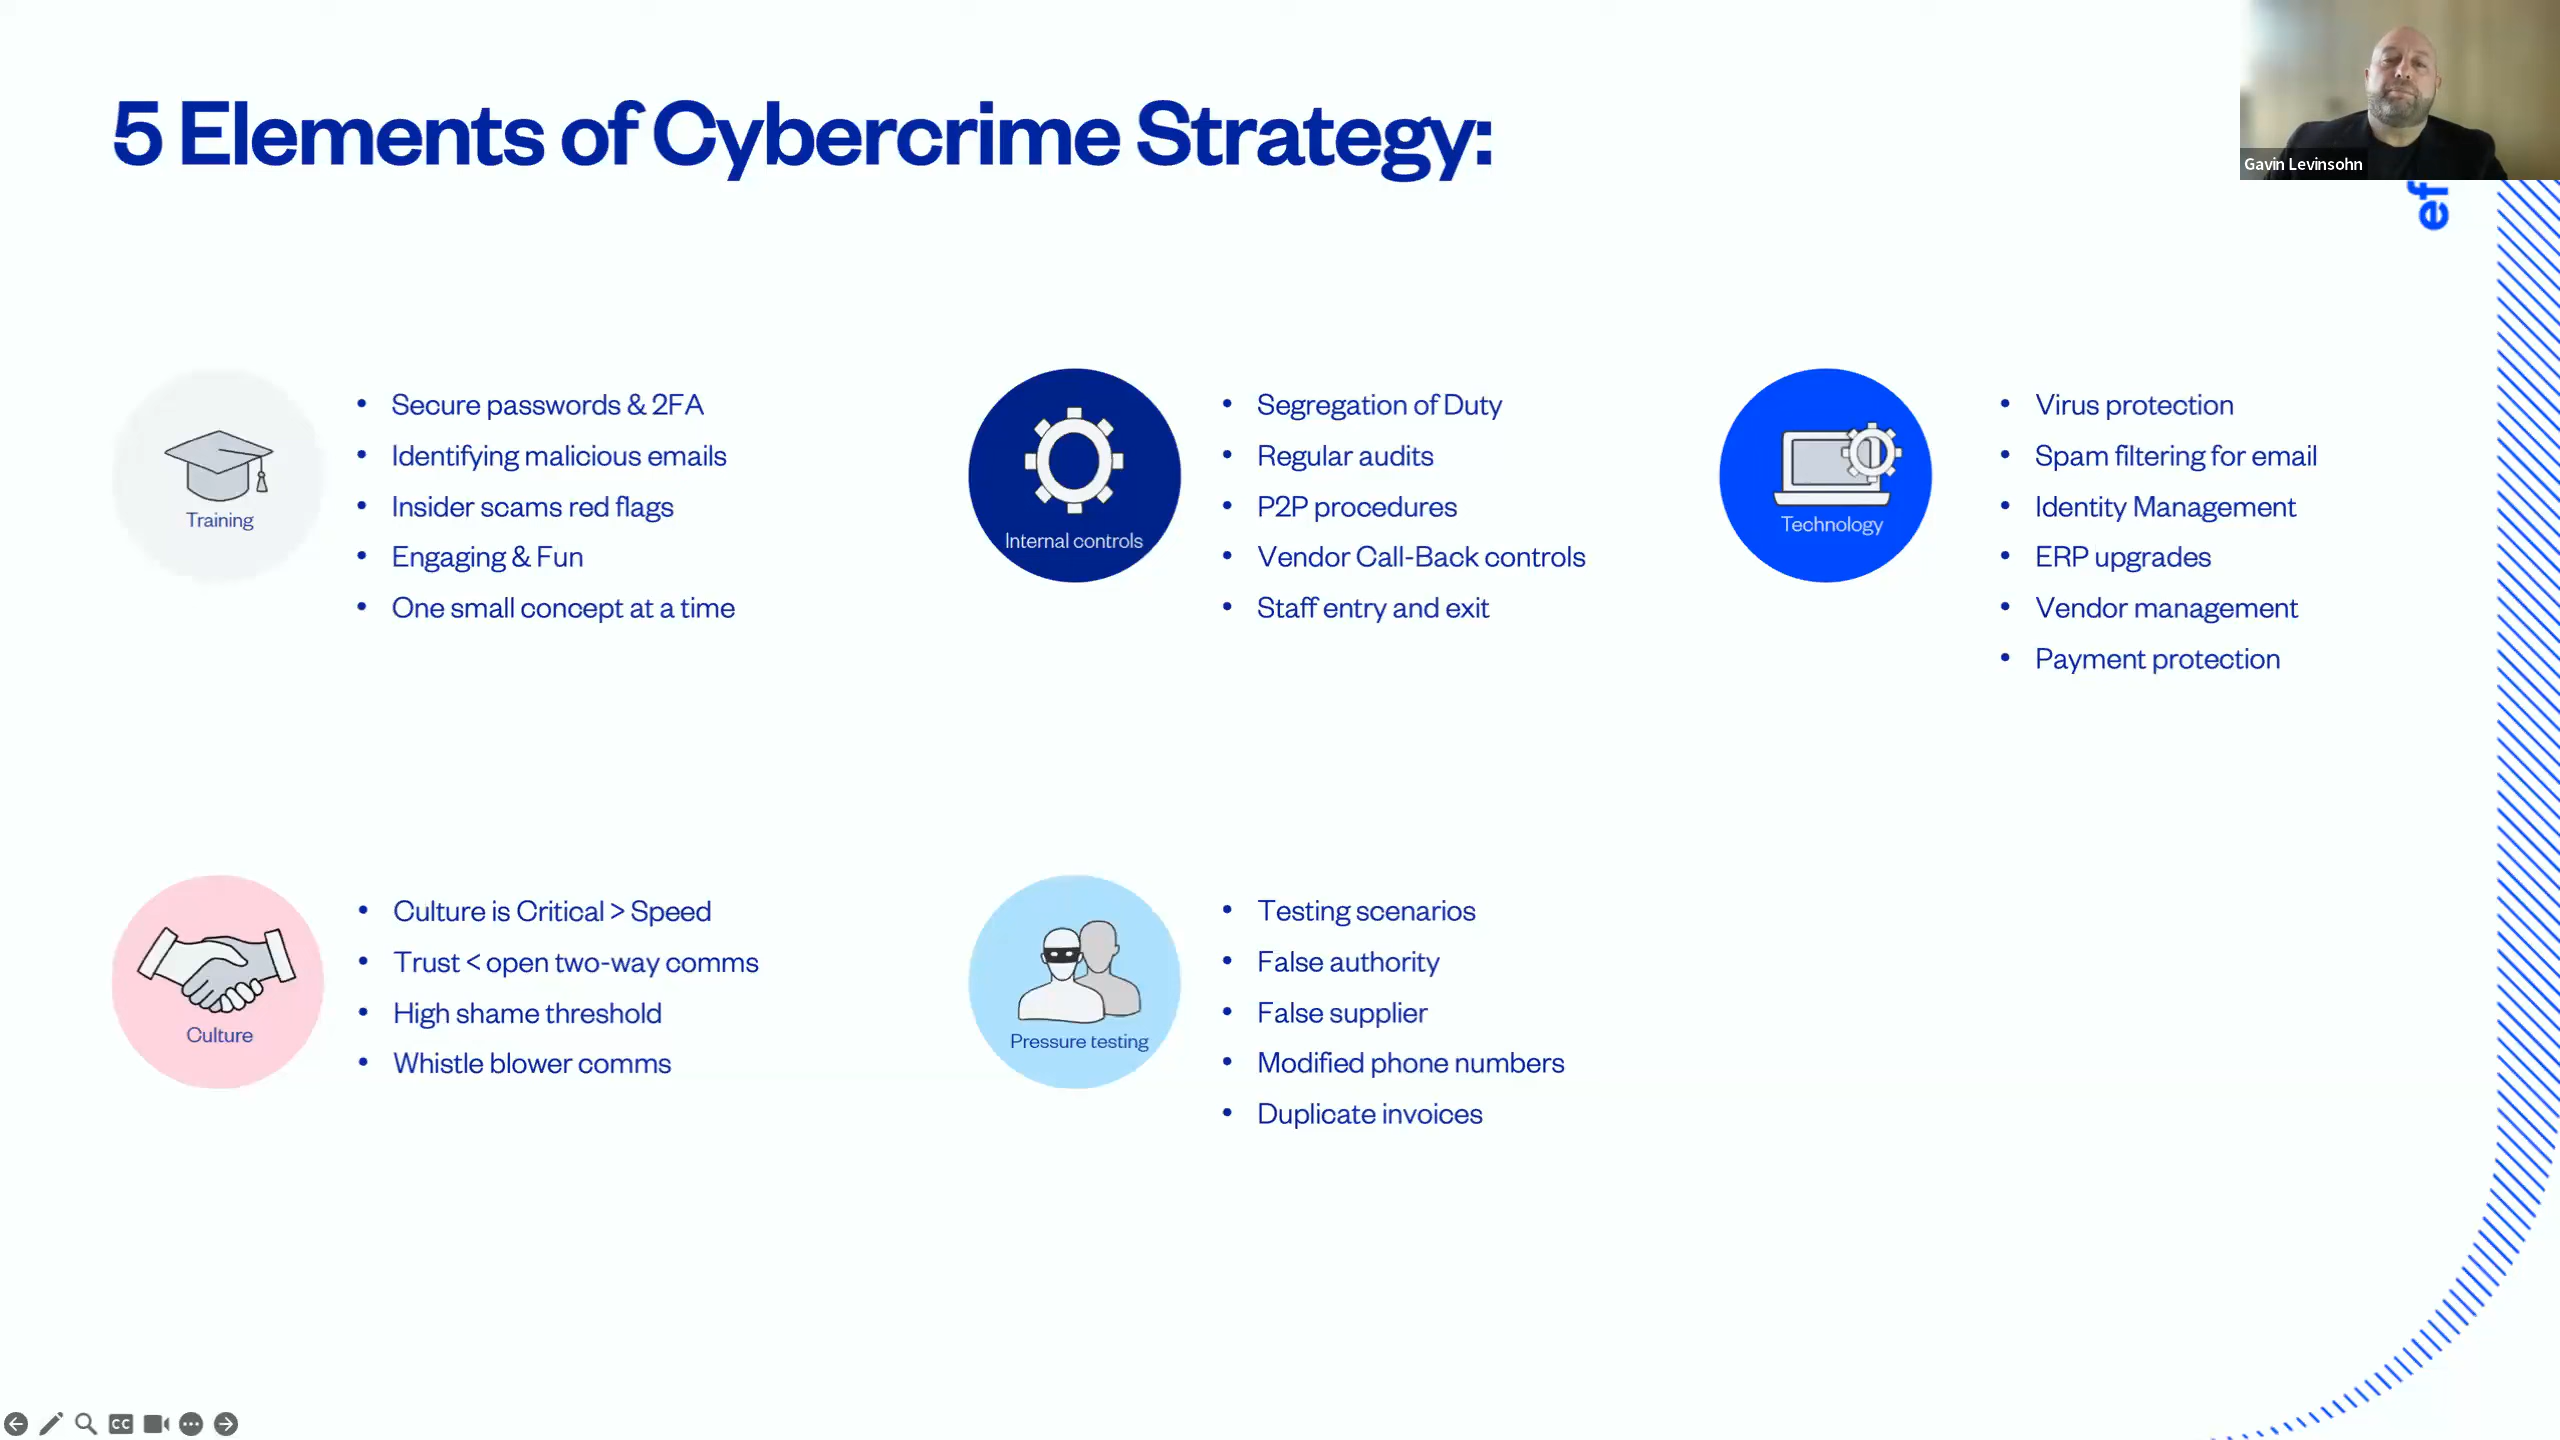 5 Elements of Cybercrime Strategy:
Gavin Levinsohn
ef
Training
• Secure passwords & 2FA
• Identifying malicious emails
• Insider scams red flags
• Engaging & Fun
• One small concept at a time
Internal controls
• Segregation of Duty
• Regular audits
• P2P procedures
• Vendor Call-Back controls
• Staff entry and exit
Technology
• Virus protection
• Spam filtering for email
• Identity Management
• ERP upgrades
• Vendor management
• Payment protection
Culture
• Culture is Critical > Speed
• Trust < open two-way comms
• High shame threshold
• Whistle blower comms
Pressure testing
• Testing scenarios
• False authority
• False supplier
• Modified phone numbers
• Duplicate invoices
CC